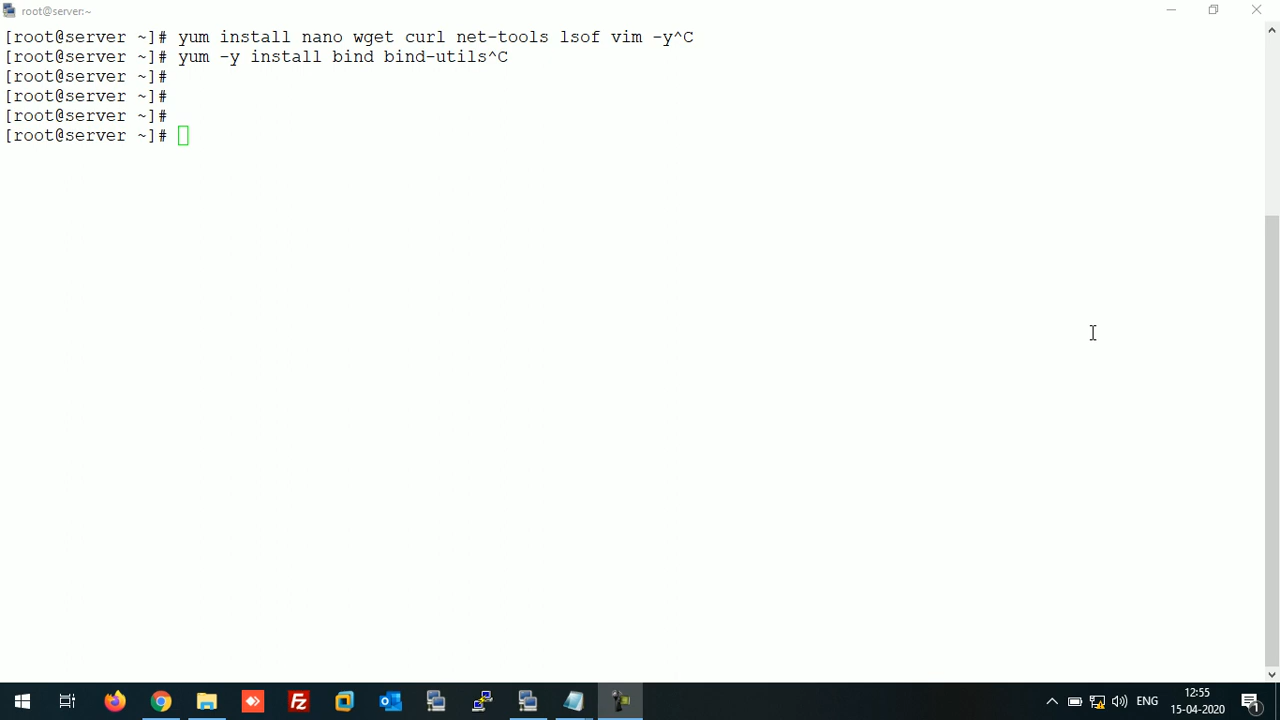 root@server:~
[root@server ~]# yum install nano wget curl net-tools lsof vim -y^C
[root@server ~]# yum -y install bind bind-utils^C
[root@server ~]#
[root@server ~]#
[root@server ~]#
[root@server ~]#
ENG
12:55
15-04-2020
1